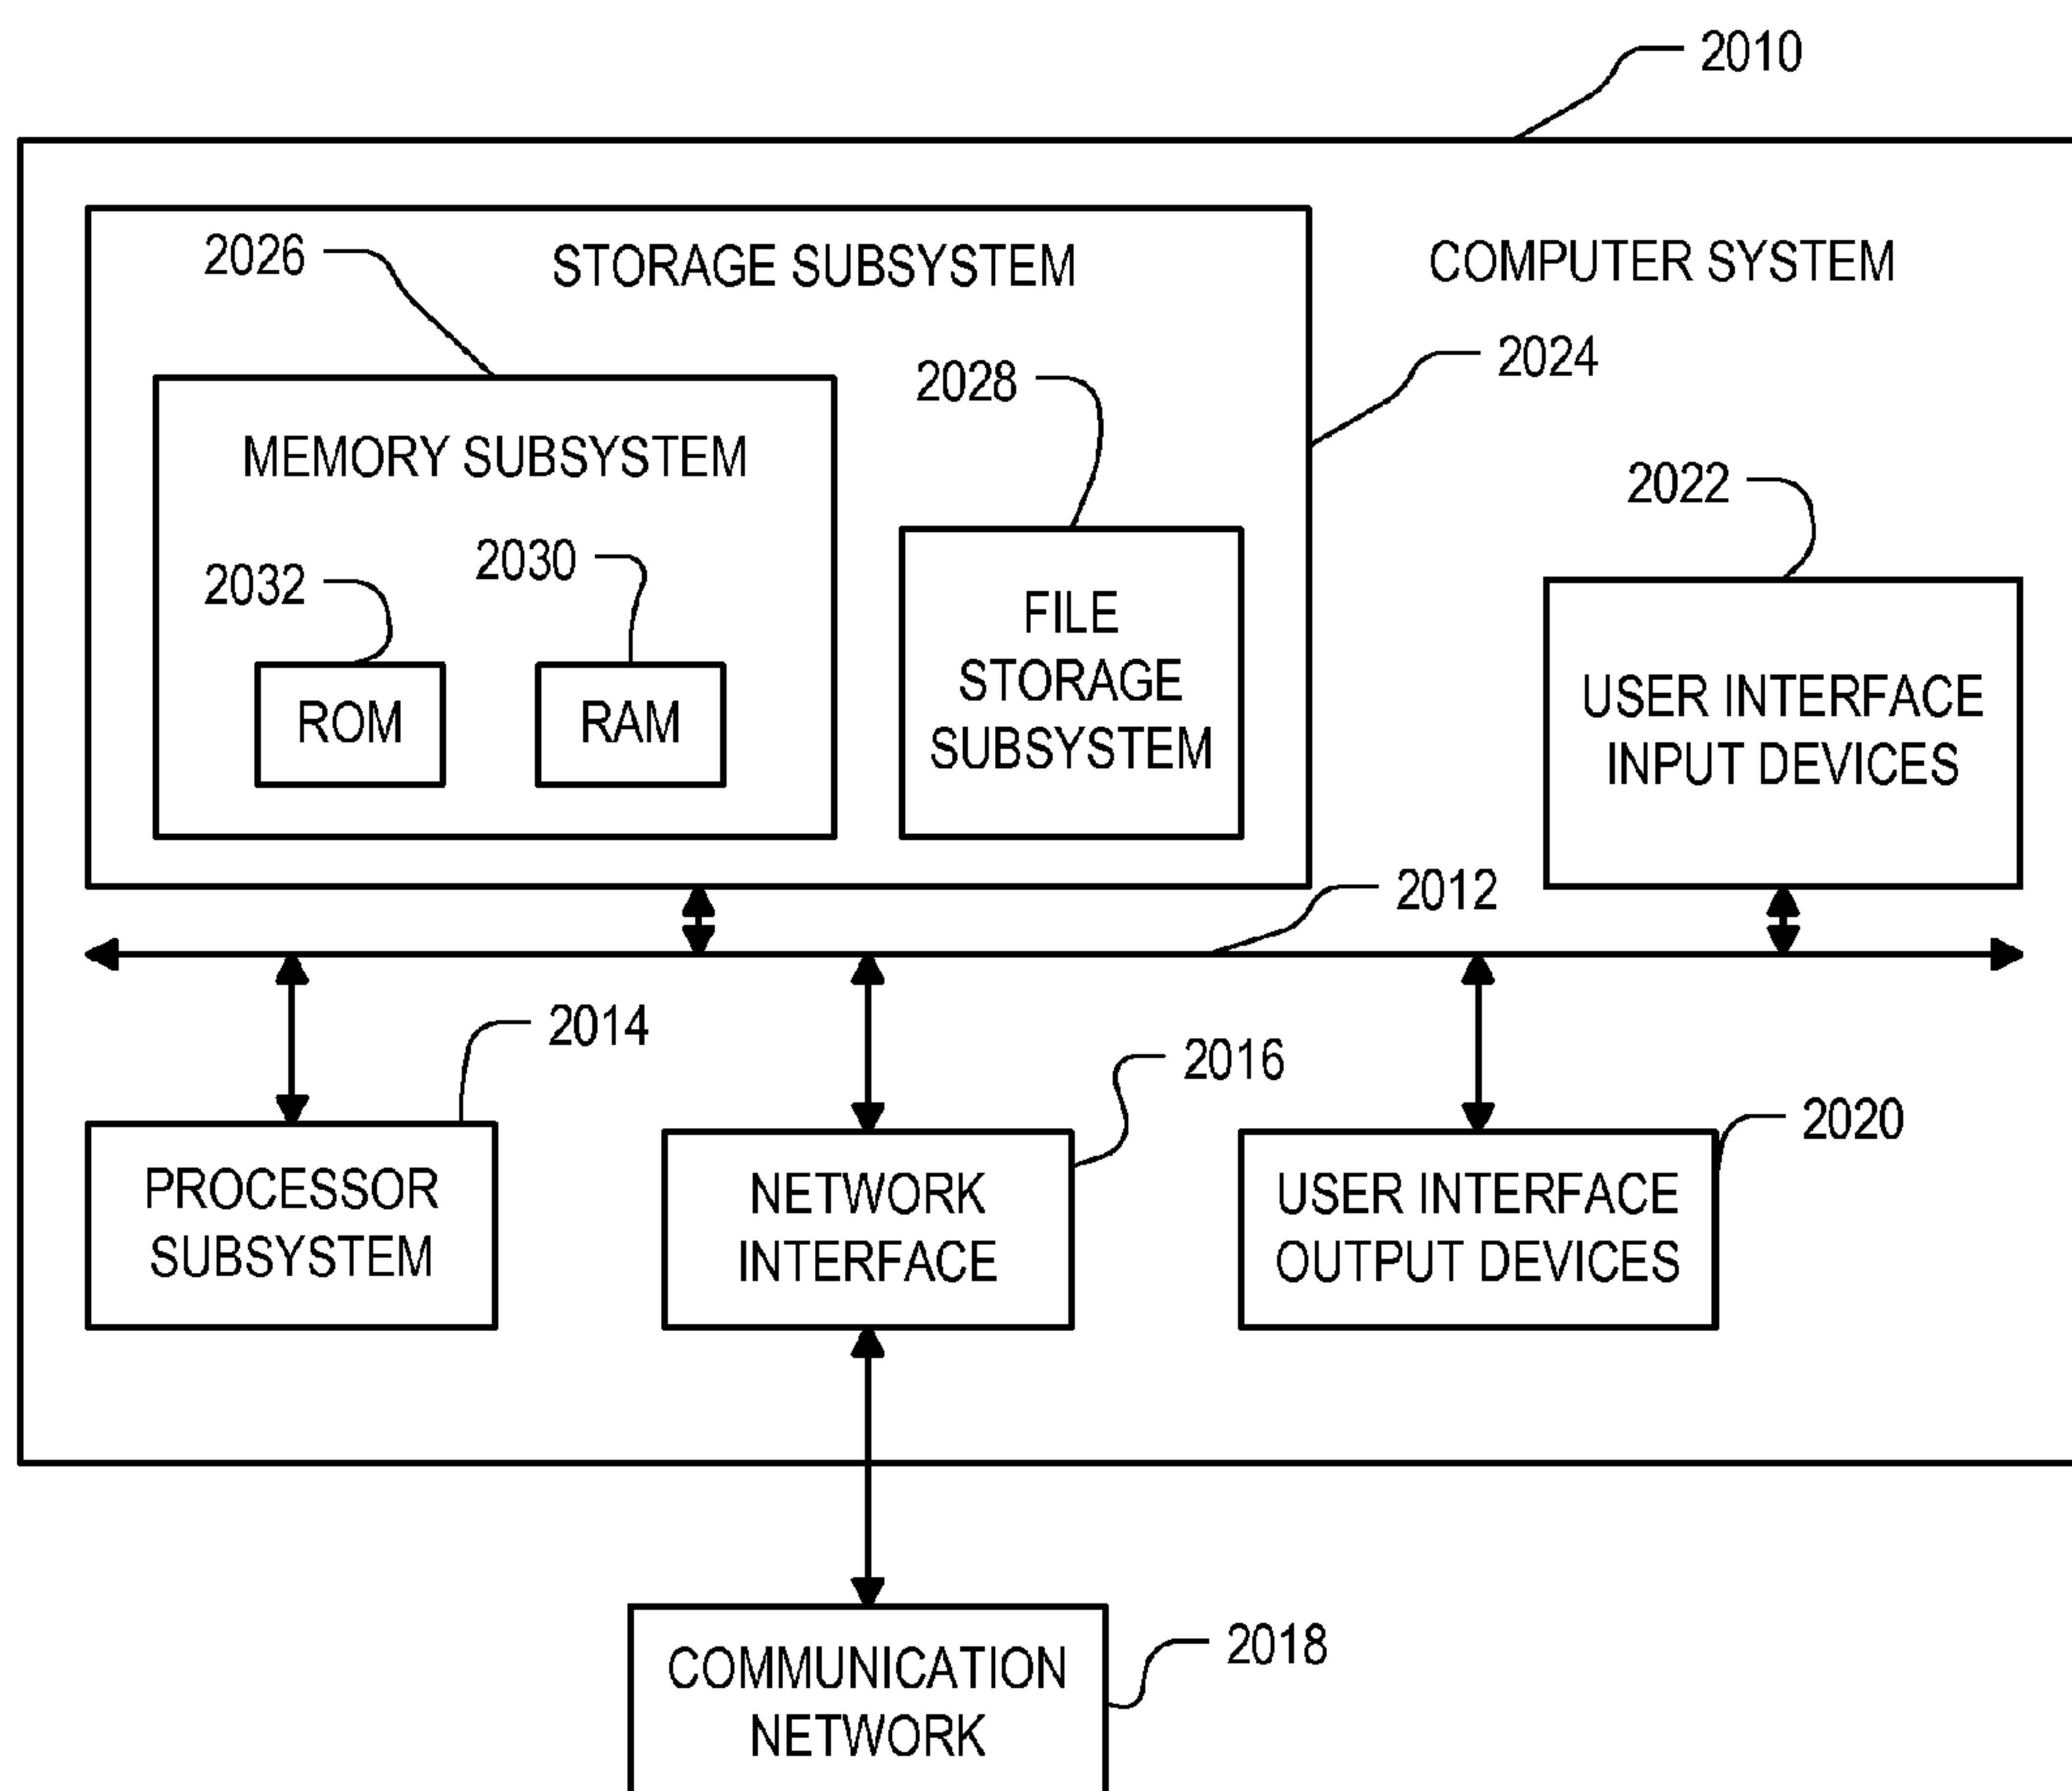 2010
2026
STORAGE SUBSYSTEM
COMPUTER SYSTEM
2024
2028
MEMORY SUBSYSTEM
2022
2032
2030
FILE
STORAGE
SUBSYSTEM
ROM
RAM
USER INTERFACE
INPUT DEVICES
2012
2014
2016
2020
PROCESSOR
SUBSYSTEM
NETWORK
INTERFACE
USER INTERFACE
OUTPUT DEVICES
2018
COMMUNICATION
NETWORK